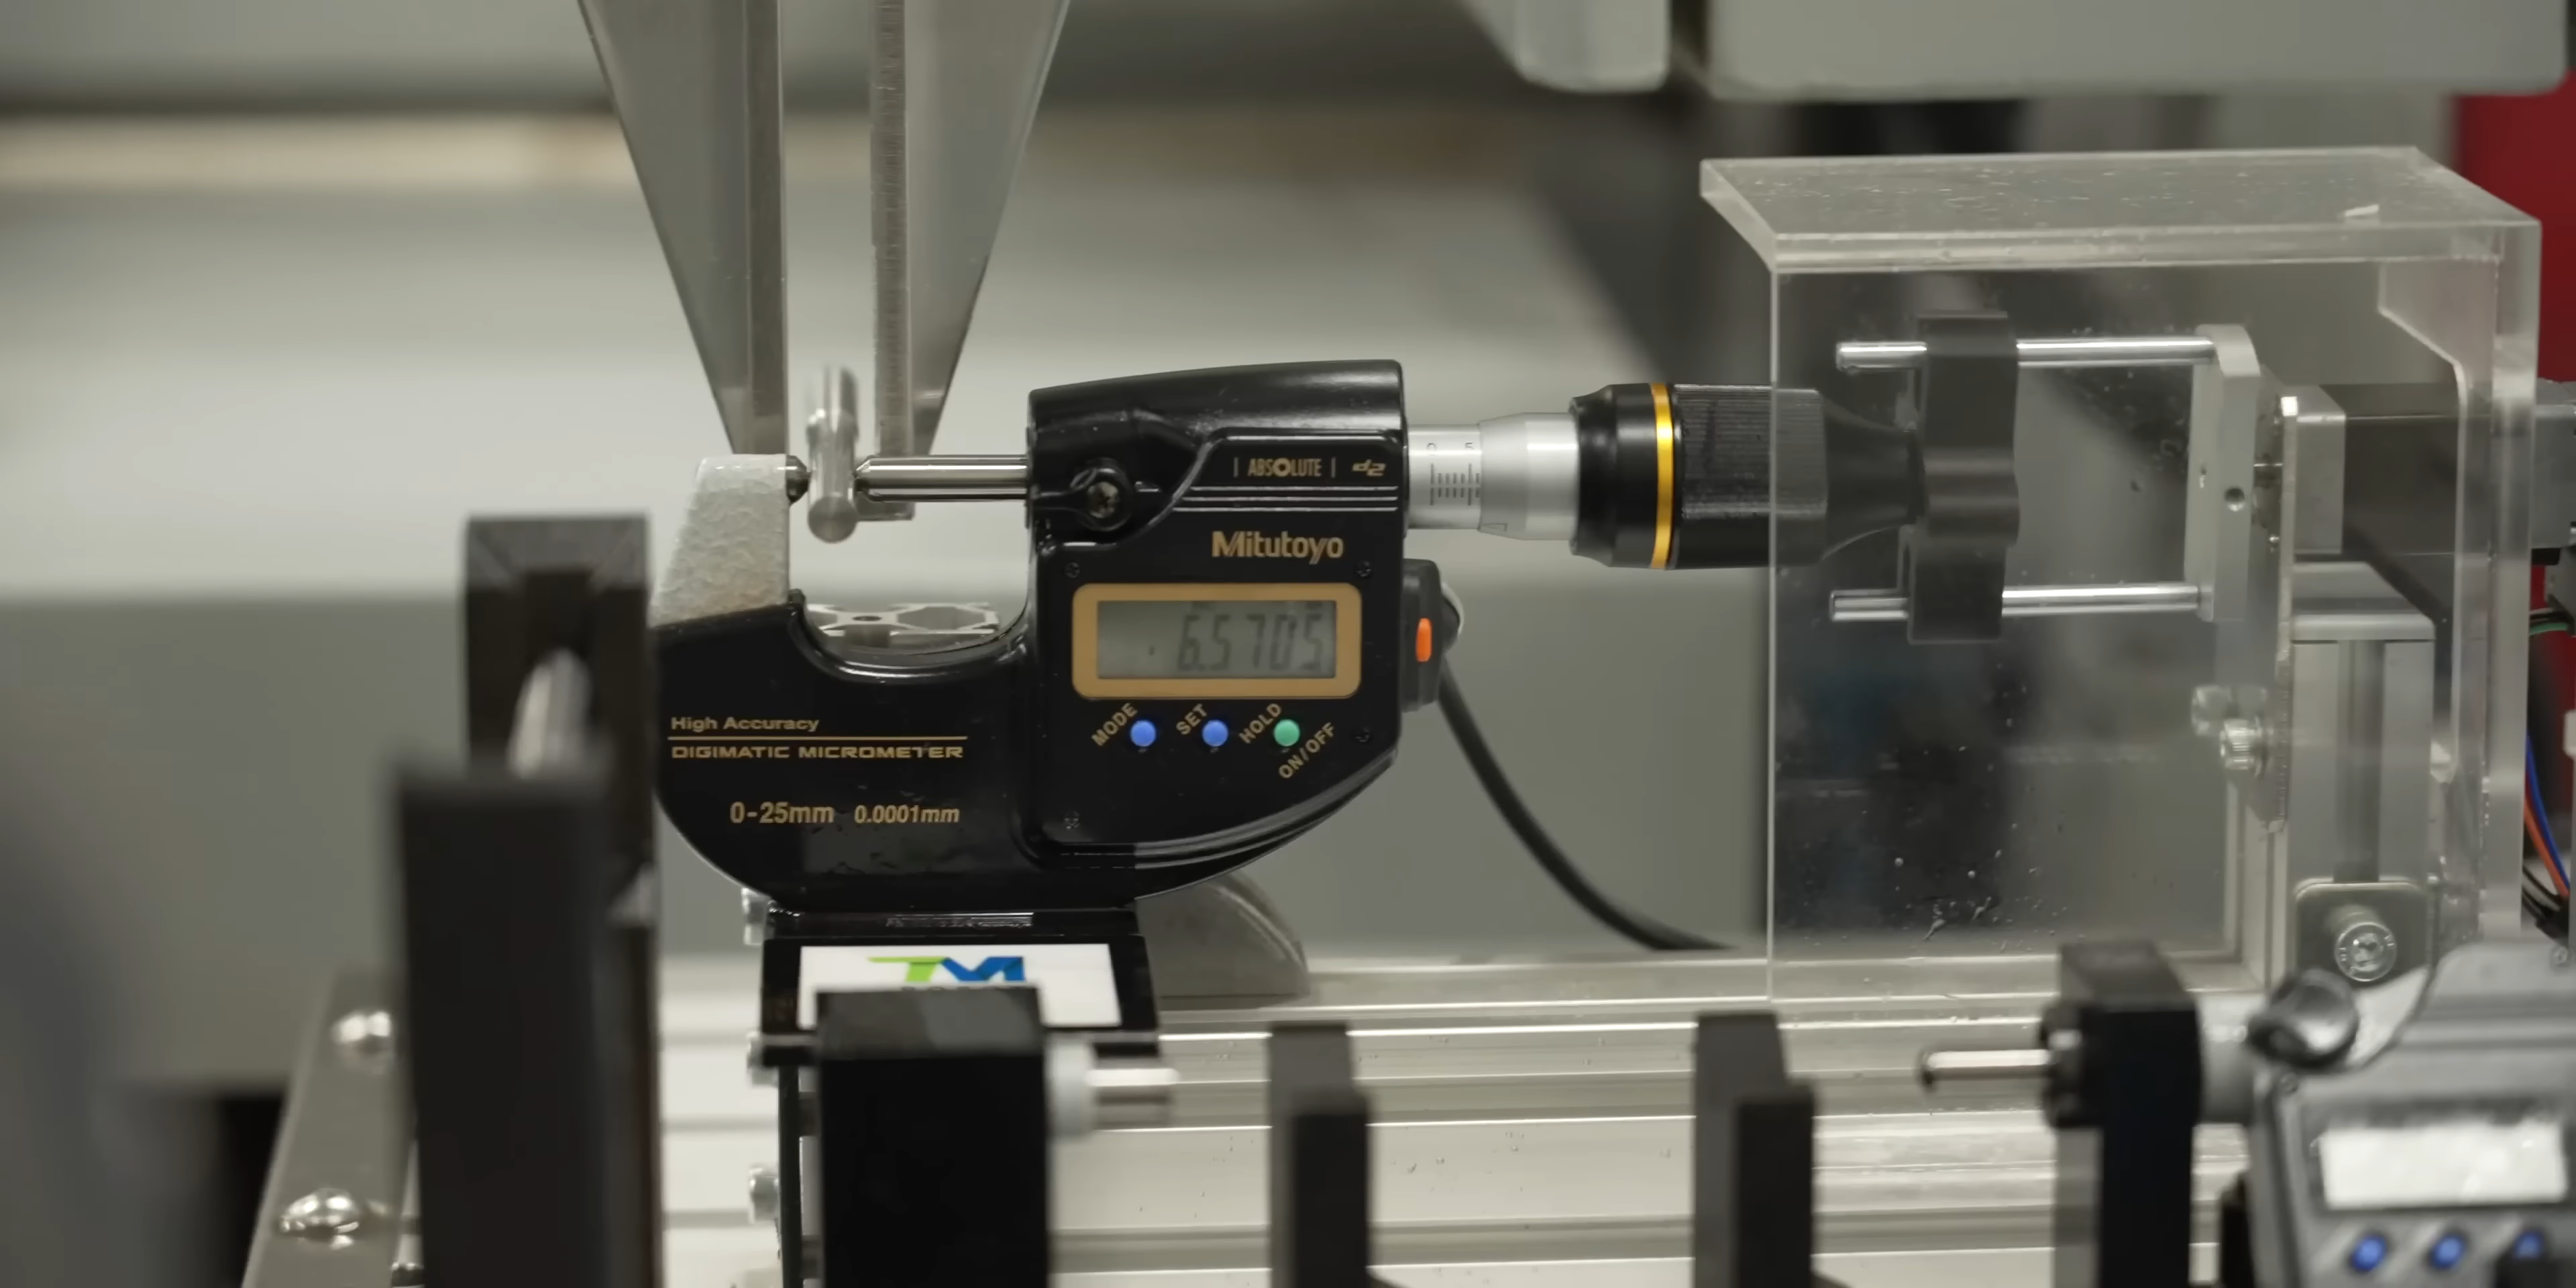 | ABSOLUTE |
Mitutoyo
6.5705
MODE SET HOLD
ON/OFF
High Accuracy
DIGIMATIC MICROMETER
0-25mm 0.0001mm